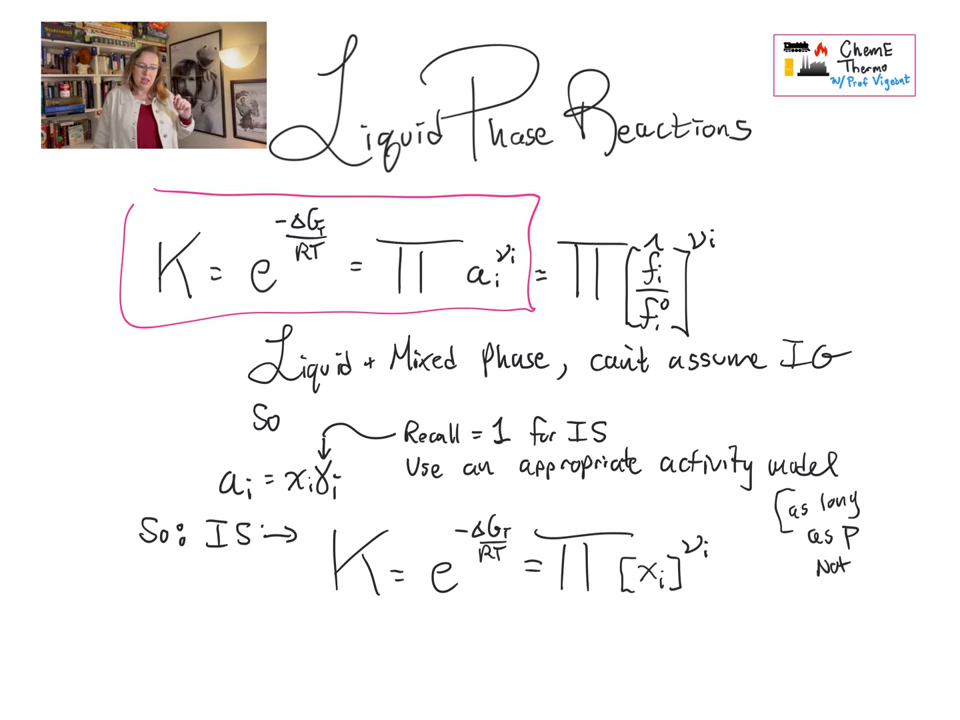 Liquid Phase Reactions
ChemE
Thermo
w/ Prof Vigeant
K = e^(-ΔG_T/RT) = Π a_i^(ν_i) = Π [f̂_i/f_i^o]^(ν_i)
Liquid + Mixed phase, can't assume IG
So
Recall = 1 for IS
Use an appropriate activity model
a_i = x_i γ_i
[as long
as P
Not
So: IS → K = e^(-ΔG_T/RT) = Π [x_i]^(ν_i)